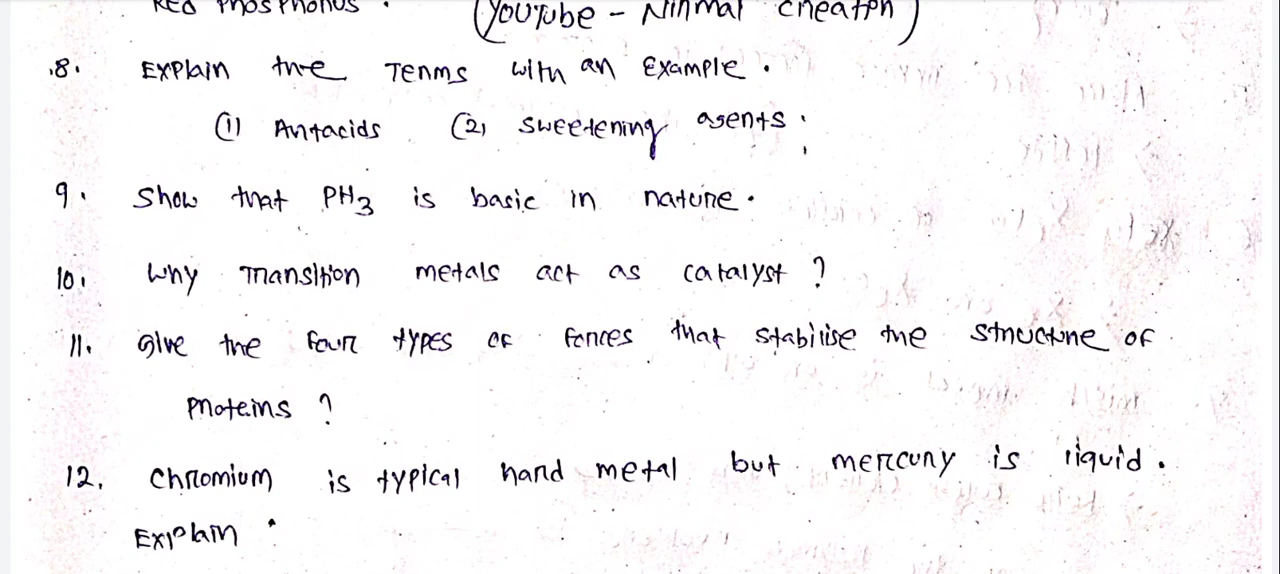 Red Phosphorus . (YouTube - Nirmal Creation)
8. Explain the Terms with an Example .
(1) Antacids (2) Sweetening agents .
9. Show that PH3 is basic in nature .
10. Why Transition metals act as catalyst ?
11. Give the four types of forces that stabilise the structure of
proteins ?
12. Chromium is typical hard metal but mercury is liquid .
Explain :